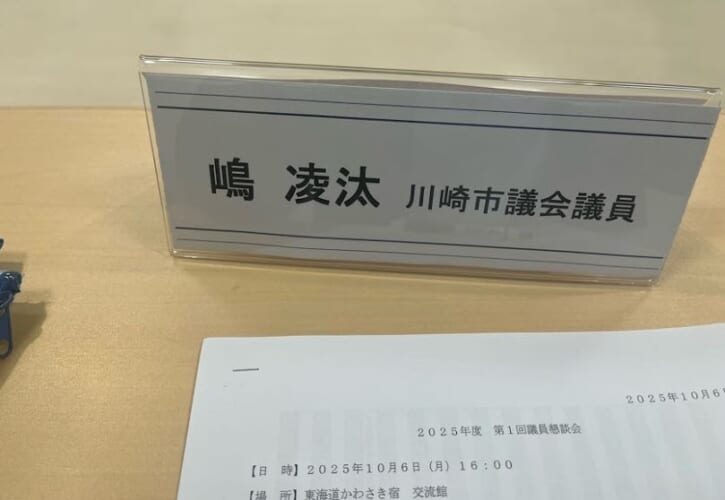 嶋 凌汰 川崎市議会議員
2025年10月6
2025年度 第1回議員懇談会
【日 時】2025年10月6日(月)16:00
【場 所】東海道かわさき宿 交流館